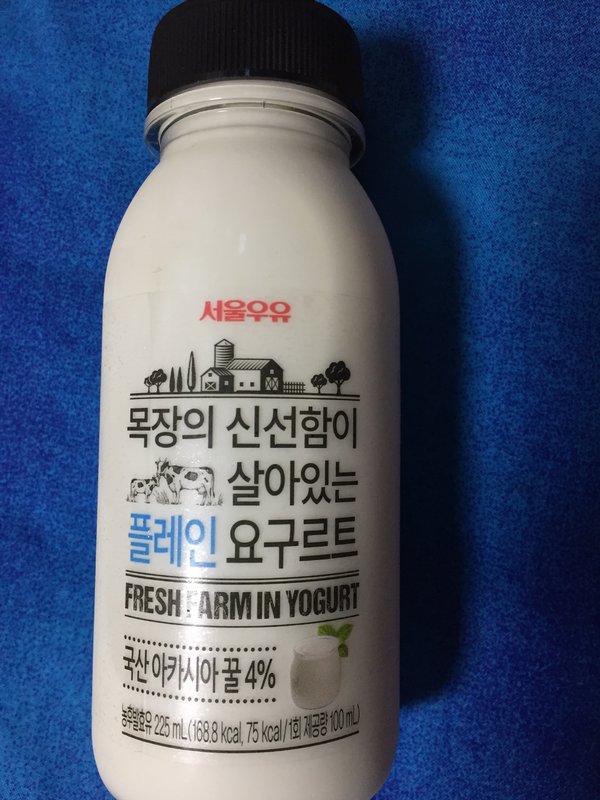 서울우유
목장의 신선함이
살아있는
플레인 요구르트
FRESH FARM IN YOGURT
국산 아카시아 꿀 4%
농후발효유 225 mL (168.8 kcal, 75 kcal/1회 제공량 100 mL)